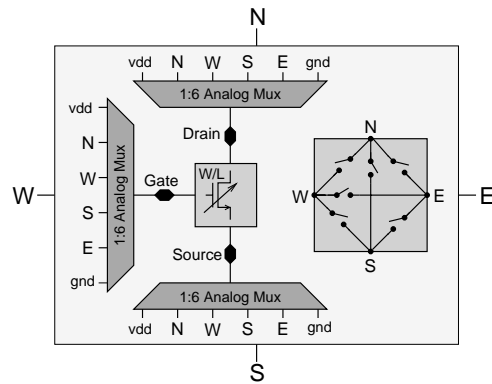 N
vdd N W S E gnd
1:6 Analog Mux
Drain
vdd
N
W
S
E
gnd
1:6 Analog Mux
Gate
W/L
Source
1:6 Analog Mux
vdd N W S E gnd
N
W
E
S
W
E
S